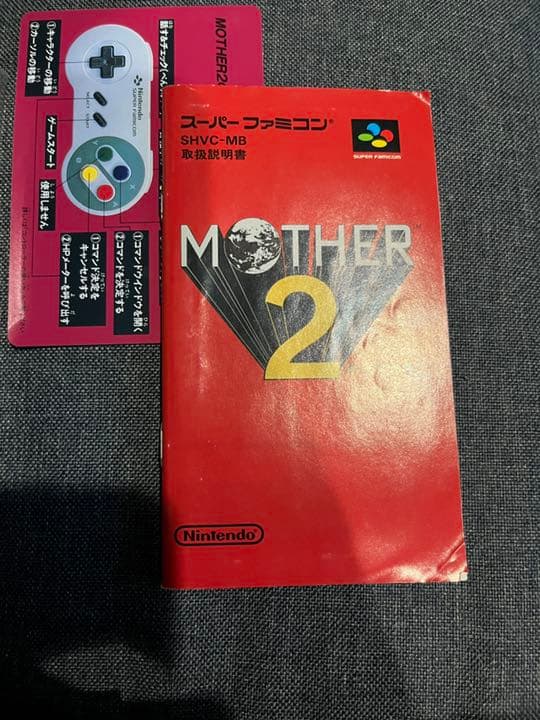 スーパーファミコン®
SHVC-MB
取扱説明書
SUPER FAMICOM
MOTHER
2
Nintendo
MOTHER2
①キャラクターの移動
②カーソルの移動
Nintendo
SUPER FAMICOM
SELECT
START
ゲームスタート
使用しません
Y
X
B
A
①コマンドウインドウを開く
②コマンドを決定する
①コマンド決定を
キャンセルする
②HPメーターを呼び出す